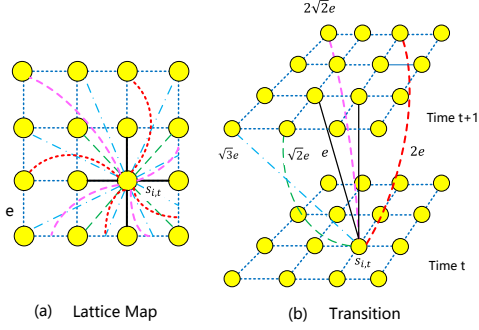 2√2e
Time t+1
√3e
√2e
e
2e
s_{i,t}
e
s_{i,t}
Time t
(a) Lattice Map
(b) Transition